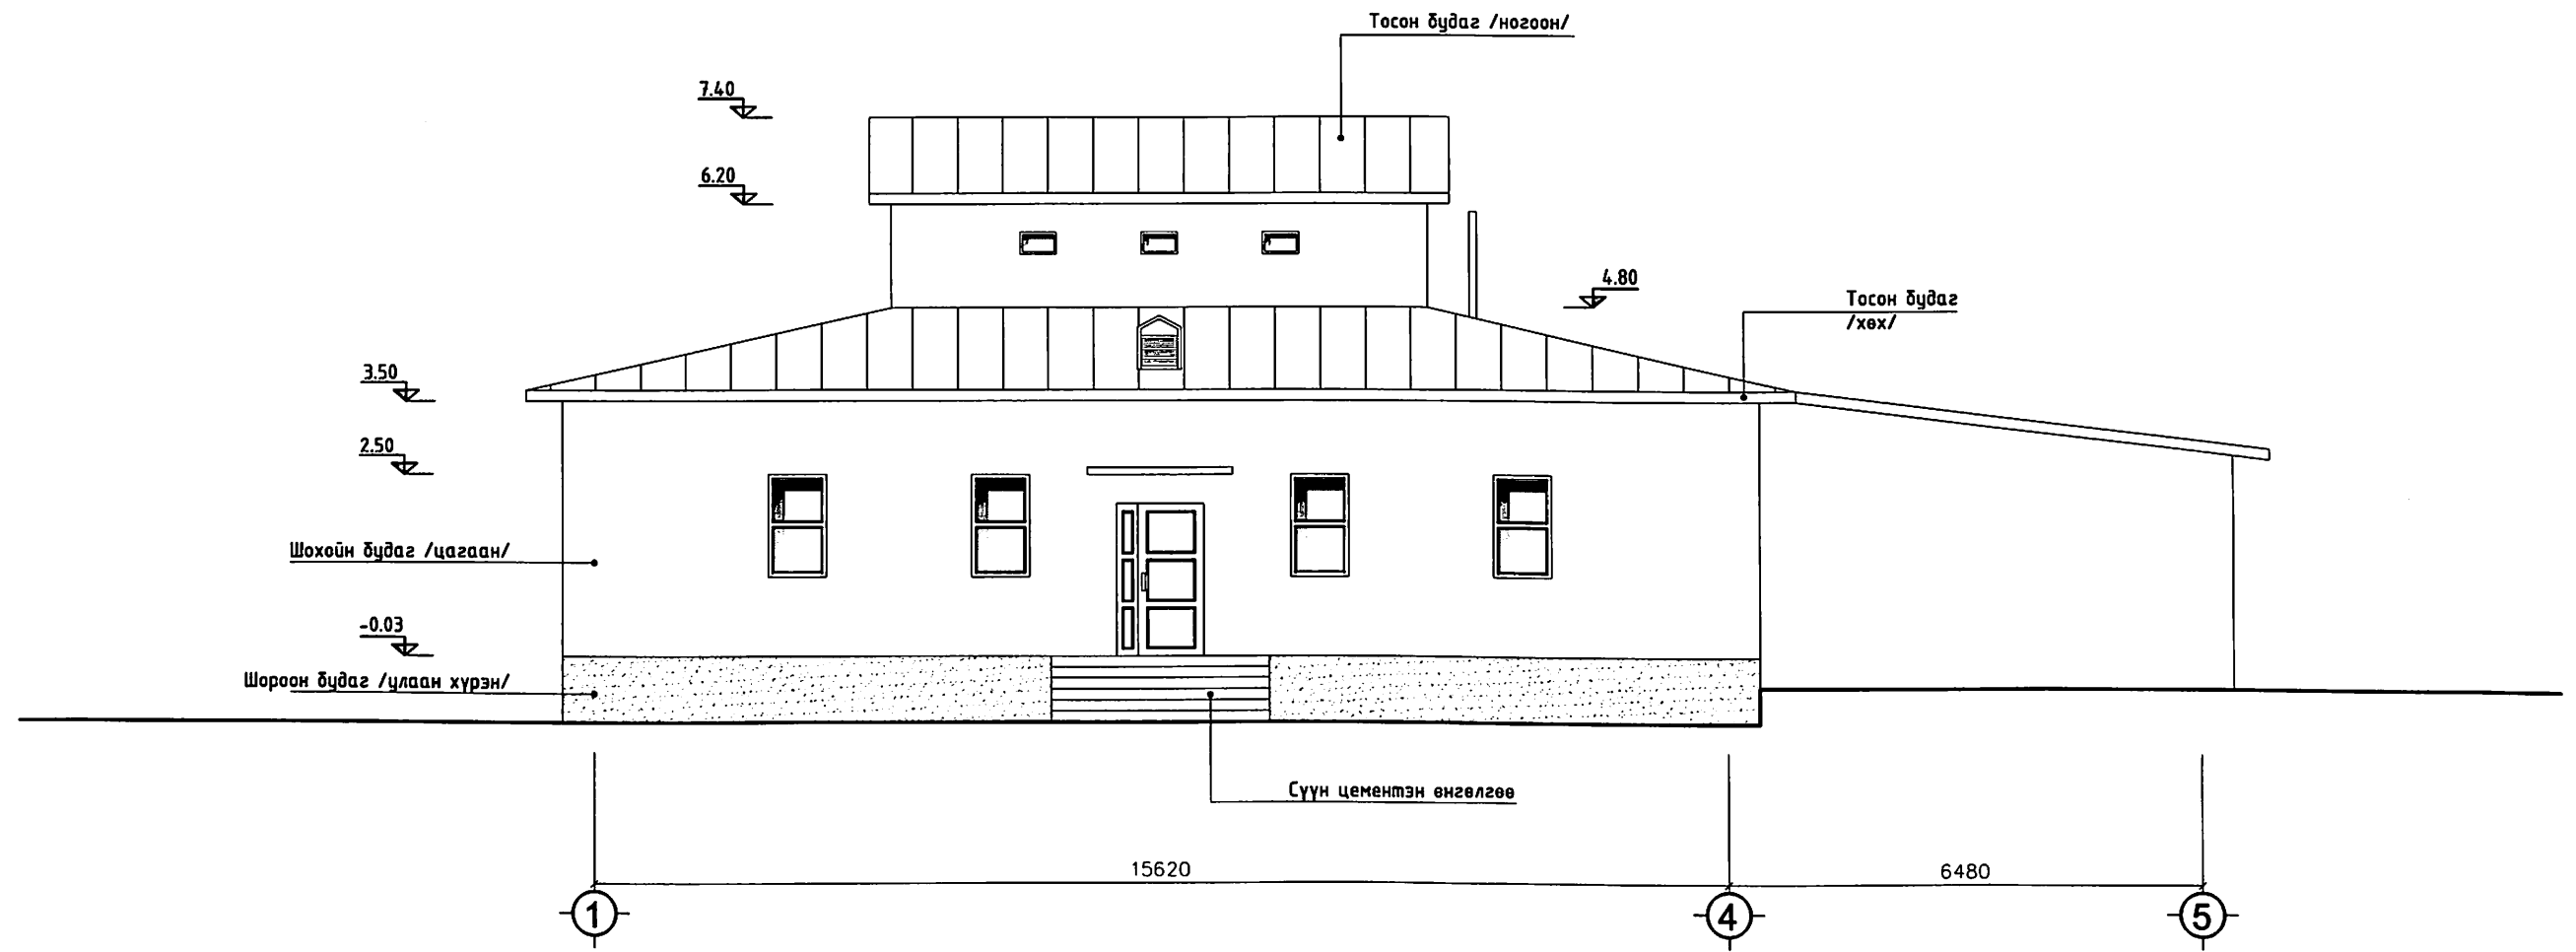 Тосон будаг /ногоон/
7.40
6.20
4.80
Тосон будаг
/хөх/
3.50
2.50
Шохойн будаг /цагаан/
-0.03
Шороон будаг /улаан хүрэн/
Сүүн цементэн өнгөлгөө
15620
6480
1
4
5